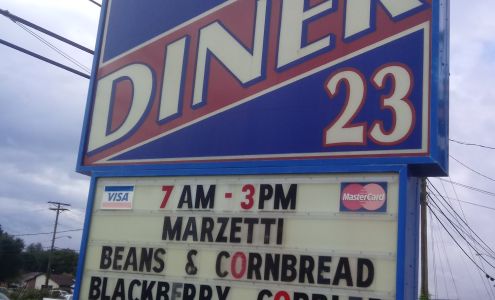 DINER
23
VISA
7 AM - 3 PM
MasterCard
MARZETTI
BEANS & CORNBREAD
BLACKBERRY COBBLER